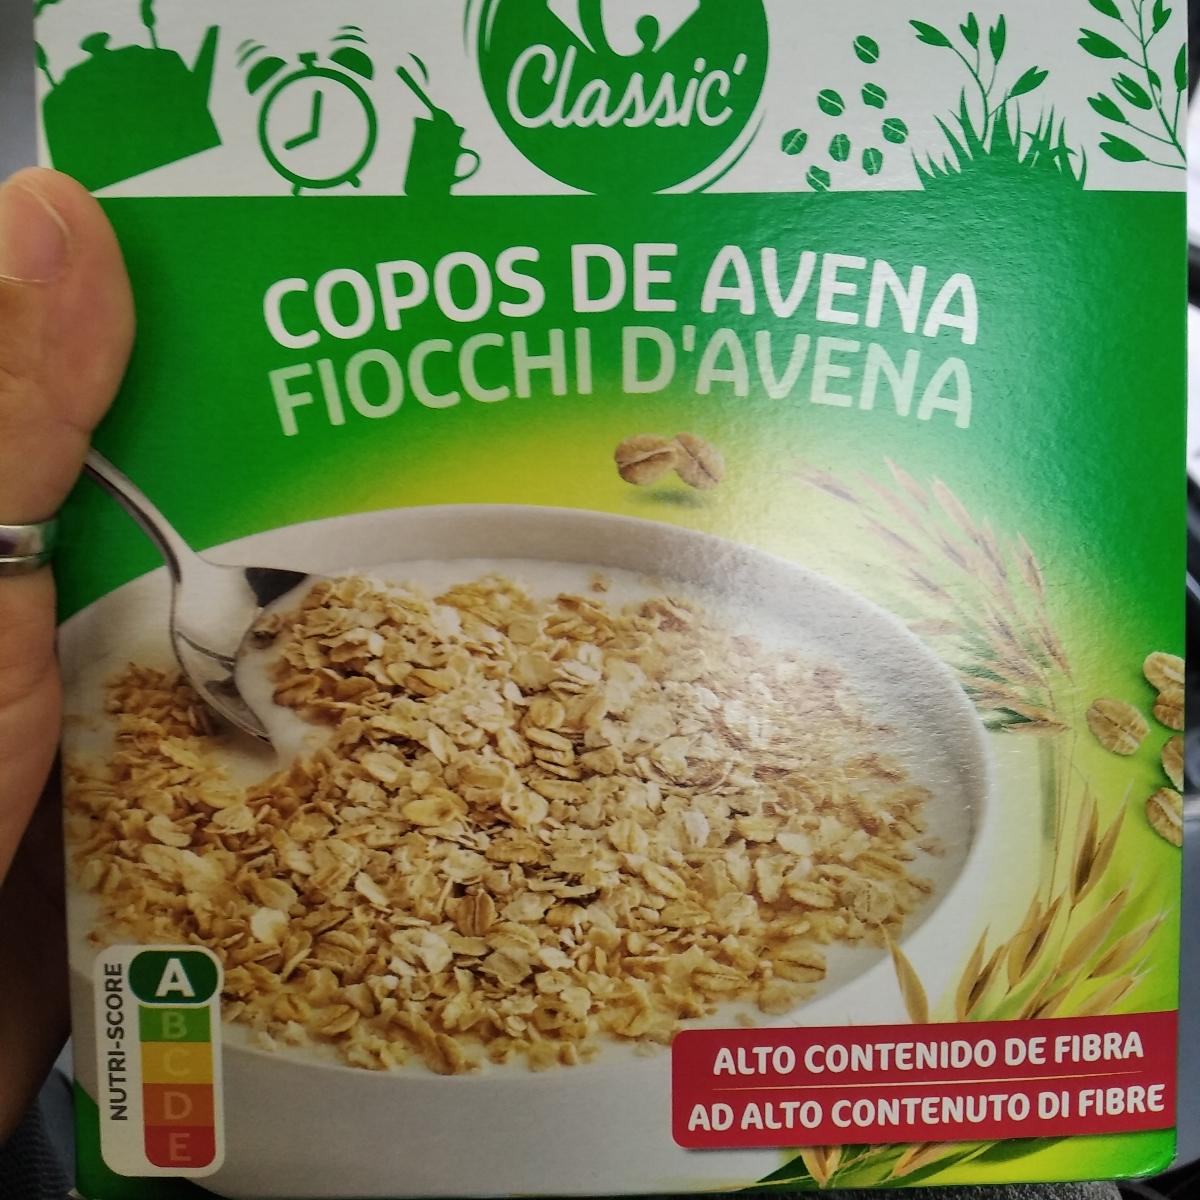 Classic'
COPOS DE AVENA
FIOCCHI D'AVENA
NUTRI-SCORE
A
B
C
D
E
ALTO CONTENIDO DE FIBRA
AD ALTO CONTENUTO DI FIBRE